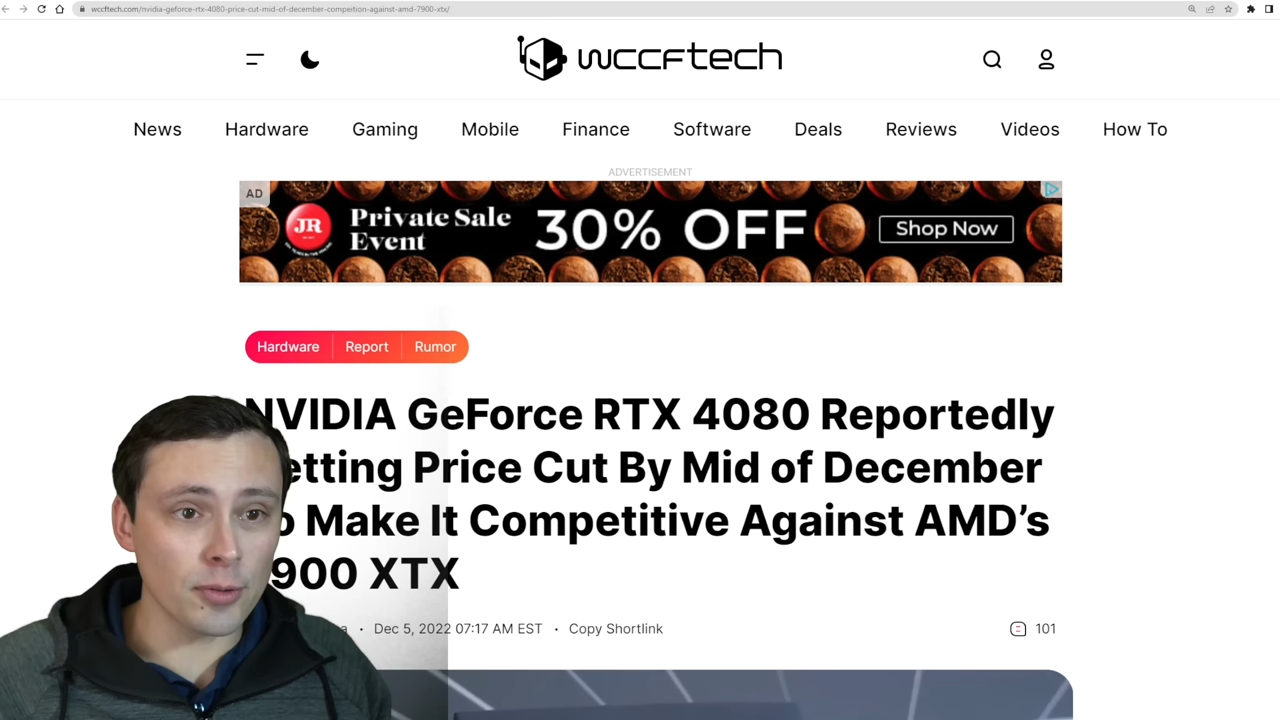 wccftech.com/nvidia-geforce-rtx-4080-price-cut-mid-of-december-compeition-against-amd-7900-xtx/
wccftech
News Hardware Gaming Mobile Finance Software Deals Reviews Videos How To
ADVERTISEMENT
AD
JR
Private Sale
Event
30% OFF
Shop Now
Hardware Report Rumor
NVIDIA GeForce RTX 4080 Reportedly
etting Price Cut By Mid of December
o Make It Competitive Against AMD’s
900 XTX
a • Dec 5, 2022 07:17 AM EST • Copy Shortlink
101